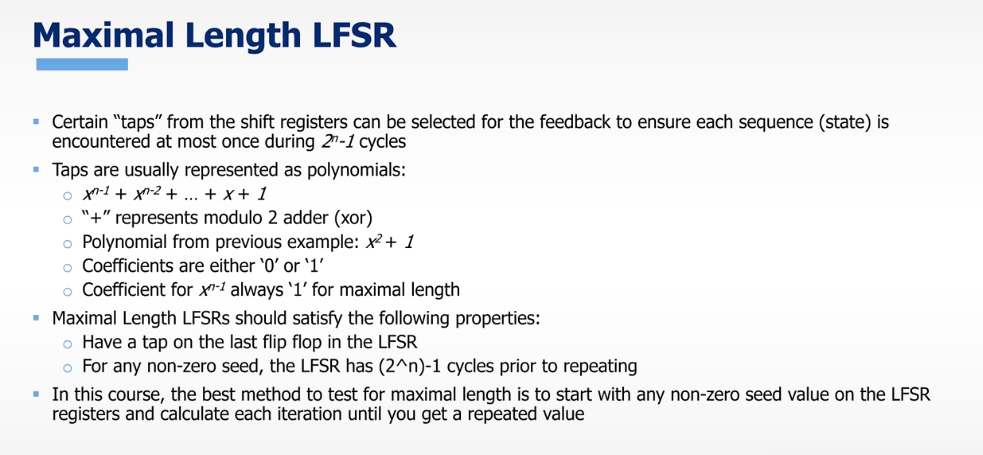 Maximal Length LFSR
▪ Certain “taps” from the shift registers can be selected for the feedback to ensure each sequence (state) is
encountered at most once during 2ⁿ-1 cycles
▪ Taps are usually represented as polynomials:
○ xⁿ⁻¹ + xⁿ⁻² + ... + x + 1
○ “+” represents modulo 2 adder (xor)
○ Polynomial from previous example: x² + 1
○ Coefficients are either ‘0’ or ‘1’
○ Coefficient for xⁿ⁻¹ always ‘1’ for maximal length
▪ Maximal Length LFSRs should satisfy the following properties:
○ Have a tap on the last flip flop in the LFSR
○ For any non-zero seed, the LFSR has (2^n)-1 cycles prior to repeating
▪ In this course, the best method to test for maximal length is to start with any non-zero seed value on the LFSR
registers and calculate each iteration until you get a repeated value